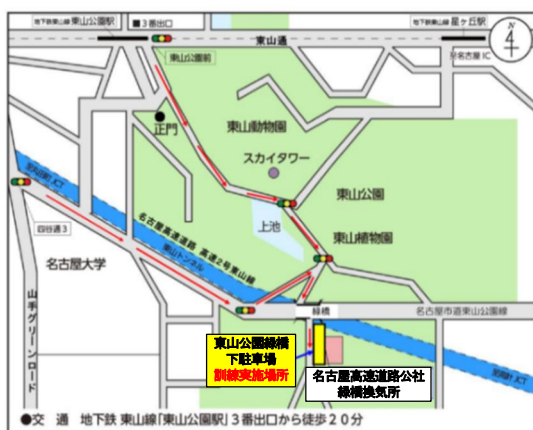 地下鉄東山線 東山公園駅
■3番出口
地下鉄東山線 星ヶ丘駅
N
東山通
東山公園前
正門
東山動物園
スカイタワー
東山公園
上池
東山植物園
四谷通3
名古屋高速道路 高速2号東山線
東山トンネル
名古屋大学
山手グリーンロード
緑橋
名古屋市道東山公園線
東山公園緑橋
下駐車場
訓練実施場所
名古屋高速道路公社
緑橋換気所
●交 通 地下鉄 東山線「東山公園駅」3番出口から徒歩20分